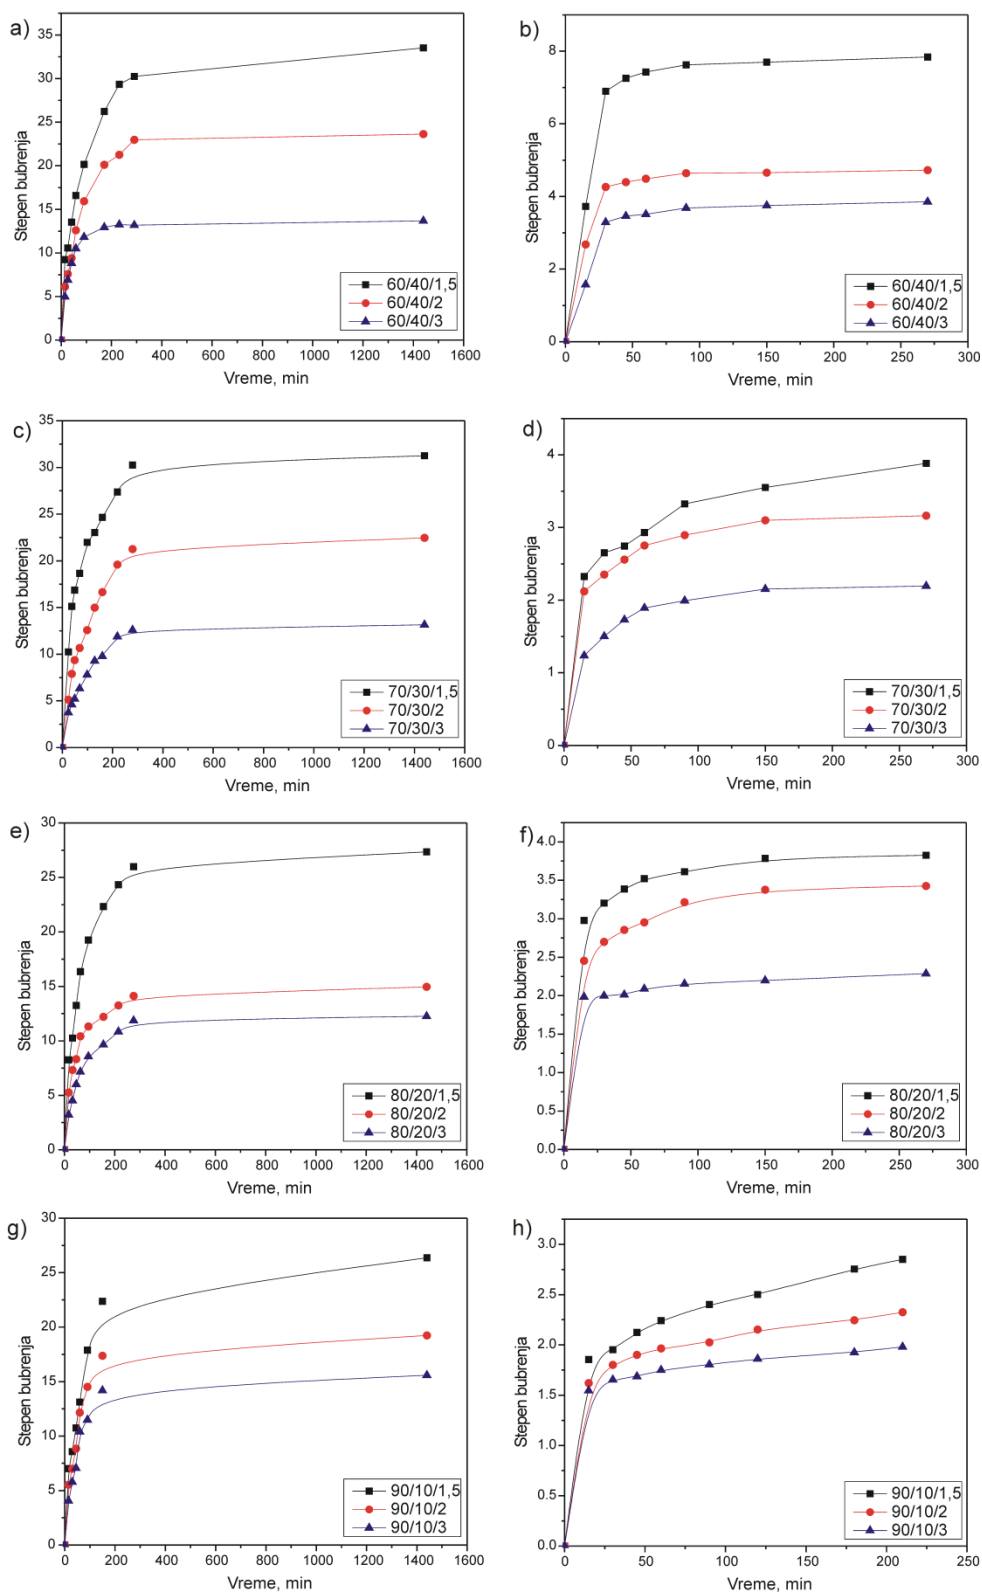 a)
Stepen bubrenja
35
30
25
20
15
10
5
0
0 200 400 600 800 1000 1200 1400 1600
Vreme, min
60/40/1,5
60/40/2
60/40/3
b)
Stepen bubrenja
8
6
4
2
0
0 50 100 150 200 250 300
Vreme, min
60/40/1,5
60/40/2
60/40/3
c)
Stepen bubrenja
35
30
25
20
15
10
5
0
0 200 400 600 800 1000 1200 1400 1600
Vreme, min
70/30/1,5
70/30/2
70/30/3
d)
Stepen bubrenja
4
3
2
1
0
0 50 100 150 200 250 300
Vreme, min
70/30/1,5
70/30/2
70/30/3
e)
Stepen bubrenja
30
25
20
15
10
5
0
0 200 400 600 800 1000 1200 1400 1600
Vreme, min
80/20/1,5
80/20/2
80/20/3
f)
Stepen bubrenja
4.0
3.5
3.0
2.5
2.0
1.5
1.0
0.5
0.0
0 50 100 150 200 250 300
Vreme, min
80/20/1,5
80/20/2
80/20/3
g)
Stepen bubrenja
30
25
20
15
10
5
0
0 200 400 600 800 1000 1200 1400 1600
Vreme, min
90/10/1,5
90/10/2
90/10/3
h)
Stepen bubrenja
3.0
2.5
2.0
1.5
1.0
0.5
0.0
0 50 100 150 200 250
Vreme, min
90/10/1,5
90/10/2
90/10/3